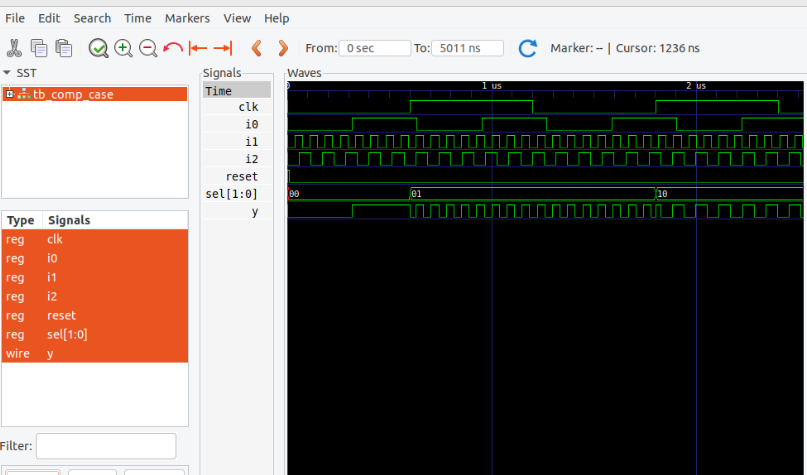 File Edit Search Time Markers View Help
From: 0 sec To: 5011 ns Marker: -- | Cursor: 1236 ns
SST
tb_comp_case
Type Signals
reg clk
reg i0
reg i1
reg i2
reg reset
reg sel[1:0]
wire y
Filter:
Signals
Time
clk
i0
i1
i2
reset
sel[1:0]
y
Waves
0 1 us 2 us
00 01 10